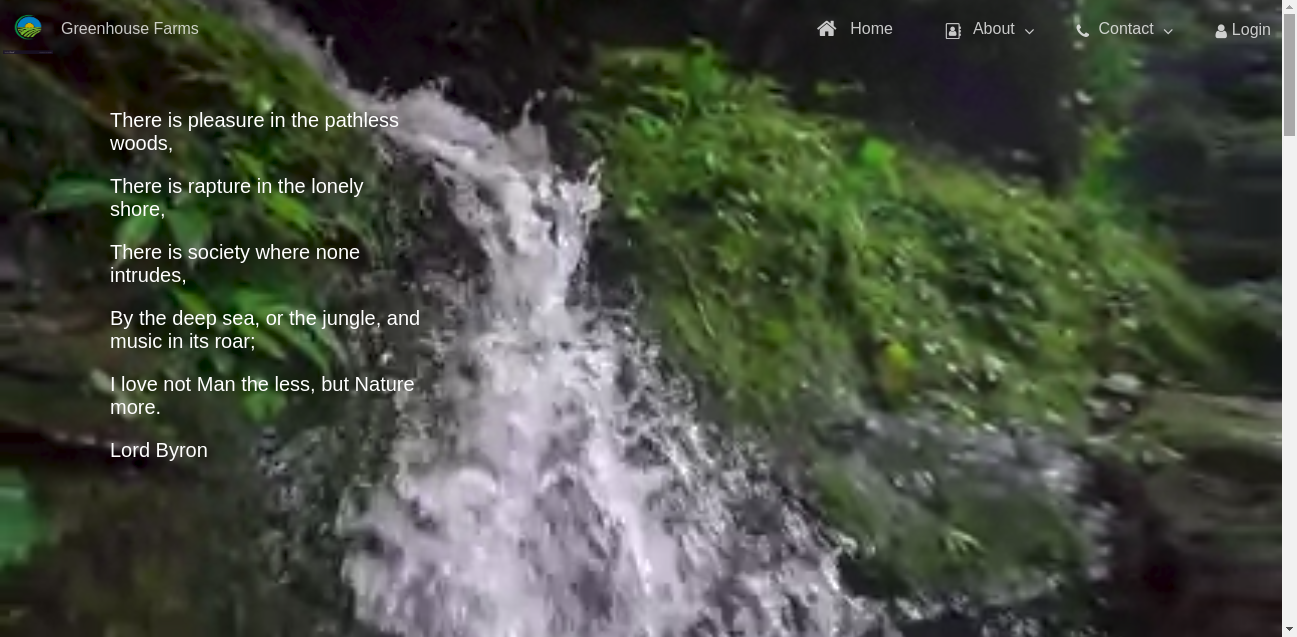 Greenhouse Farms
Home
About
Contact
Login
There is pleasure in the pathless
woods,
There is rapture in the lonely
shore,
There is society where none
intrudes,
By the deep sea, or the jungle, and
music in its roar;
I love not Man the less, but Nature
more.
Lord Byron